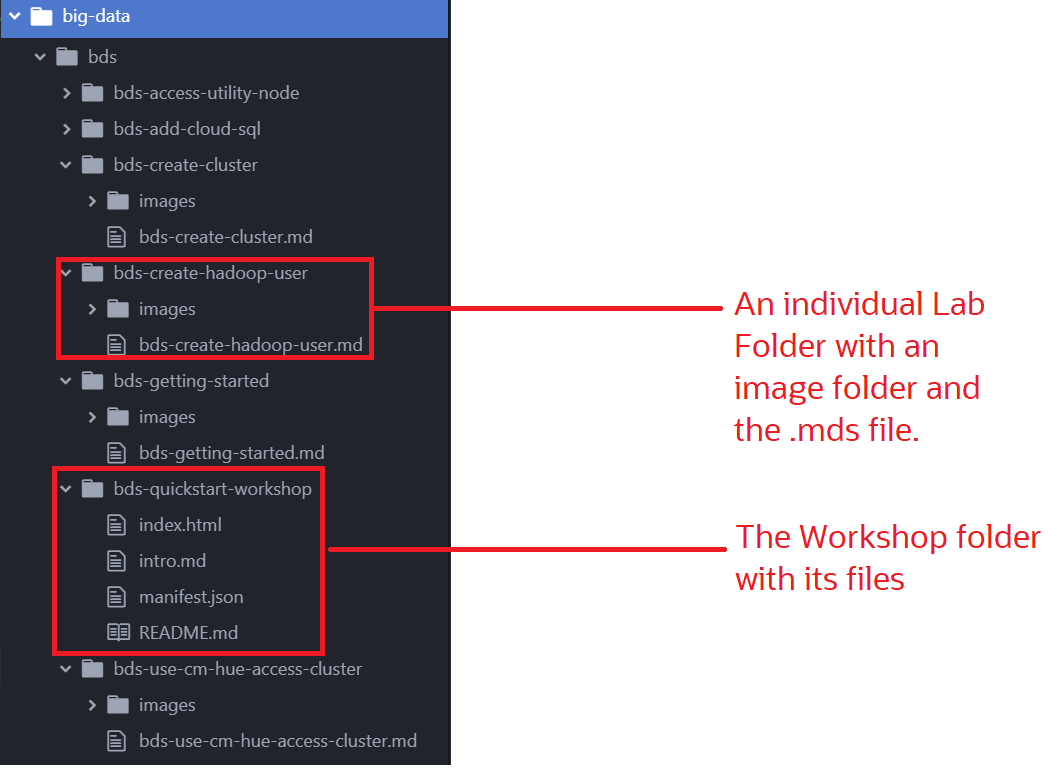 big-data
bds
bds-access-utility-node
bds-add-cloud-sql
bds-create-cluster
images
bds-create-cluster.md
bds-create-hadoop-user
images
bds-create-hadoop-user.md
bds-getting-started
images
bds-getting-started.md
bds-quickstart-workshop
index.html
intro.md
manifest.json
README.md
bds-use-cm-hue-access-cluster
images
bds-use-cm-hue-access-cluster.md
An individual Lab
Folder with an
image folder and
the .mds file.
The Workshop folder
with its files